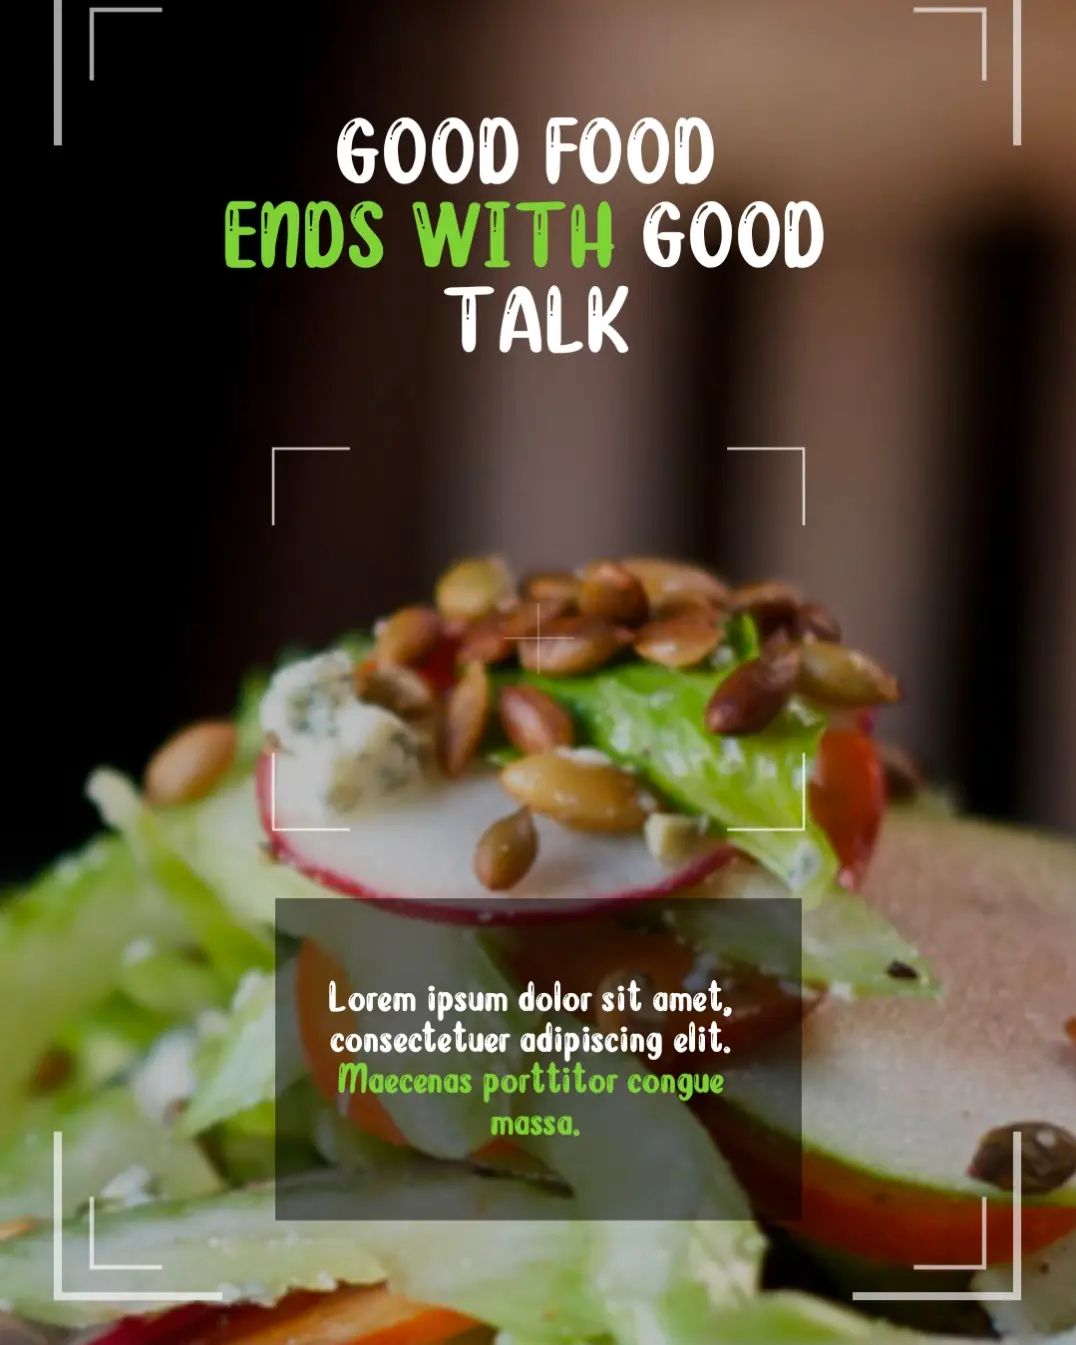 GOOD FOOD
ENDS WITH GOOD
TALK
Lorem ipsum dolor sit amet,
consectetuer adipiscing elit.
Maecenas porttitor congue
massa.